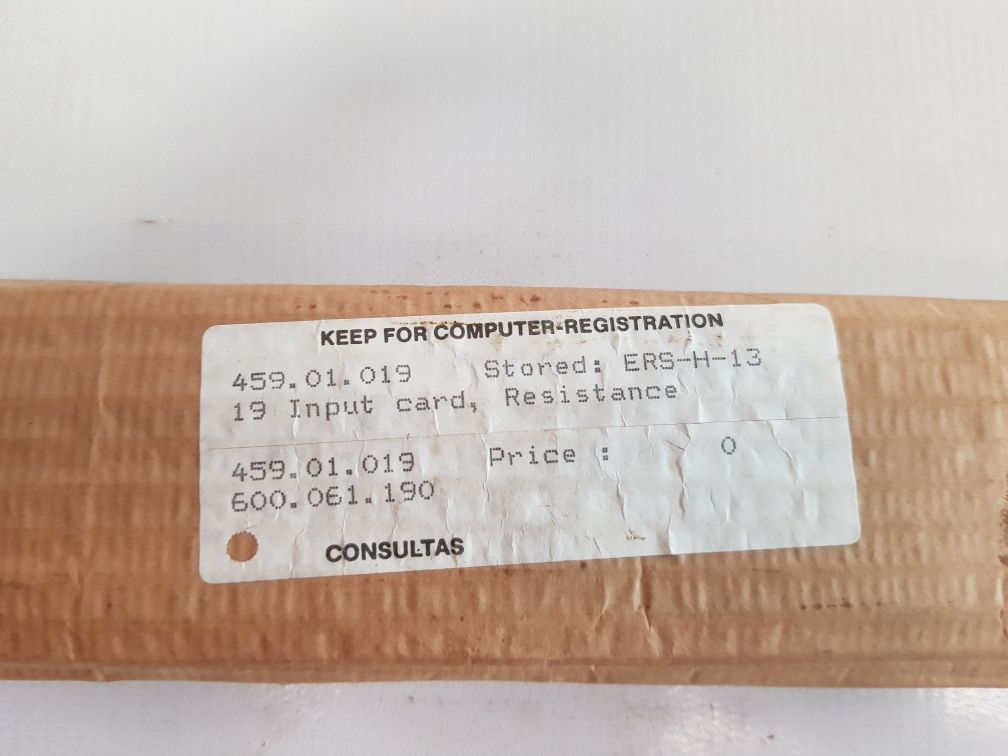 KEEP FOR COMPUTER-REGISTRATION
459.01.019 Stored: ERS-H-13
19 Input card, Resistance
459.01.019 Price : 0
600.061.190
CONSULTAS